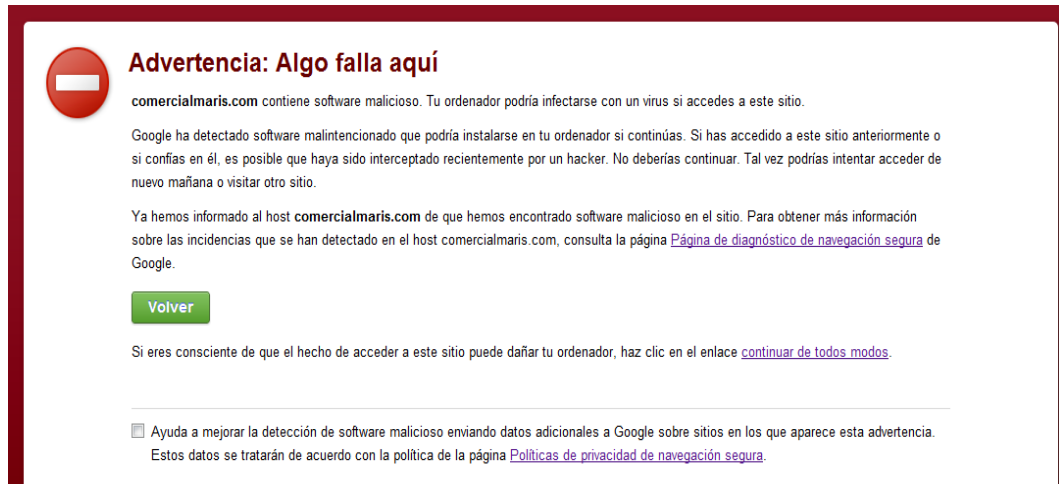 Advertencia: Algo falla aquí
comercialmaris.com contiene software malicioso. Tu ordenador podría infectarse con un virus si accedes a este sitio.
Google ha detectado software malintencionado que podría instalarse en tu ordenador si continúas. Si has accedido a este sitio anteriormente o
si confías en él, es posible que haya sido interceptado recientemente por un hacker. No deberías continuar. Tal vez podrías intentar acceder de
nuevo mañana o visitar otro sitio.
Ya hemos informado al host comercialmaris.com de que hemos encontrado software malicioso en el sitio. Para obtener más información
sobre las incidencias que se han detectado en el host comercialmaris.com, consulta la página Página de diagnóstico de navegación segura de
Google.
Volver
Si eres consciente de que el hecho de acceder a este sitio puede dañar tu ordenador, haz clic en el enlace continuar de todos modos.
Ayuda a mejorar la detección de software malicioso enviando datos adicionales a Google sobre sitios en los que aparece esta advertencia.
Estos datos se tratarán de acuerdo con la política de la página Políticas de privacidad de navegación segura.